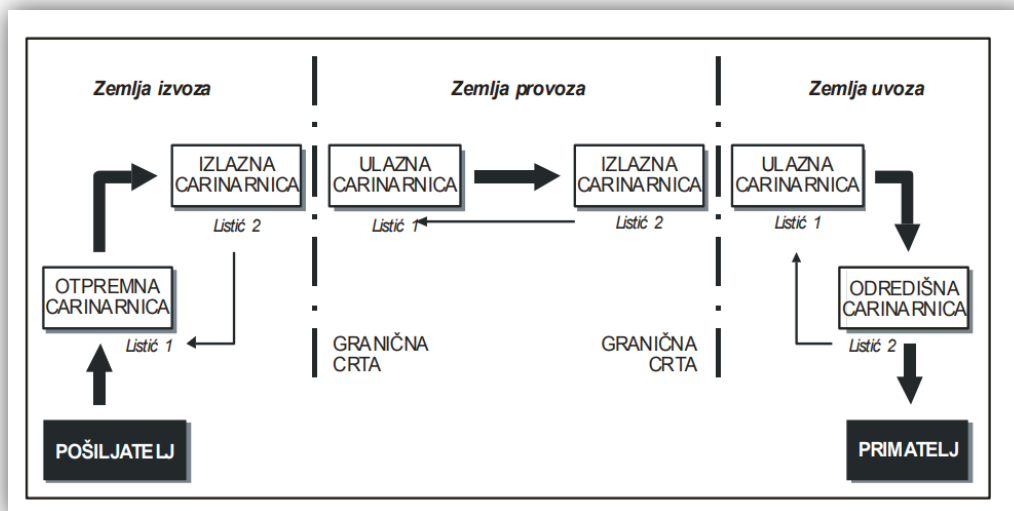 Zemlja izvoza
Zemlja provoza
Zemlja uvoza
IZLAZNA
CARINARNICA
Listić 2
ULAZNA
CARINARNICA
Listić 1
IZLAZNA
CARINARNICA
Listić 2
ULAZNA
CARINARNICA
Listić 1
OTPREMNA
CARINARNICA
Listić 1
ODREDIŠNA
CARINARNICA
Listić 2
GRANIČNA
CRTA
GRANIČNA
CRTA
POŠILJATELJ
PRIMATELJ